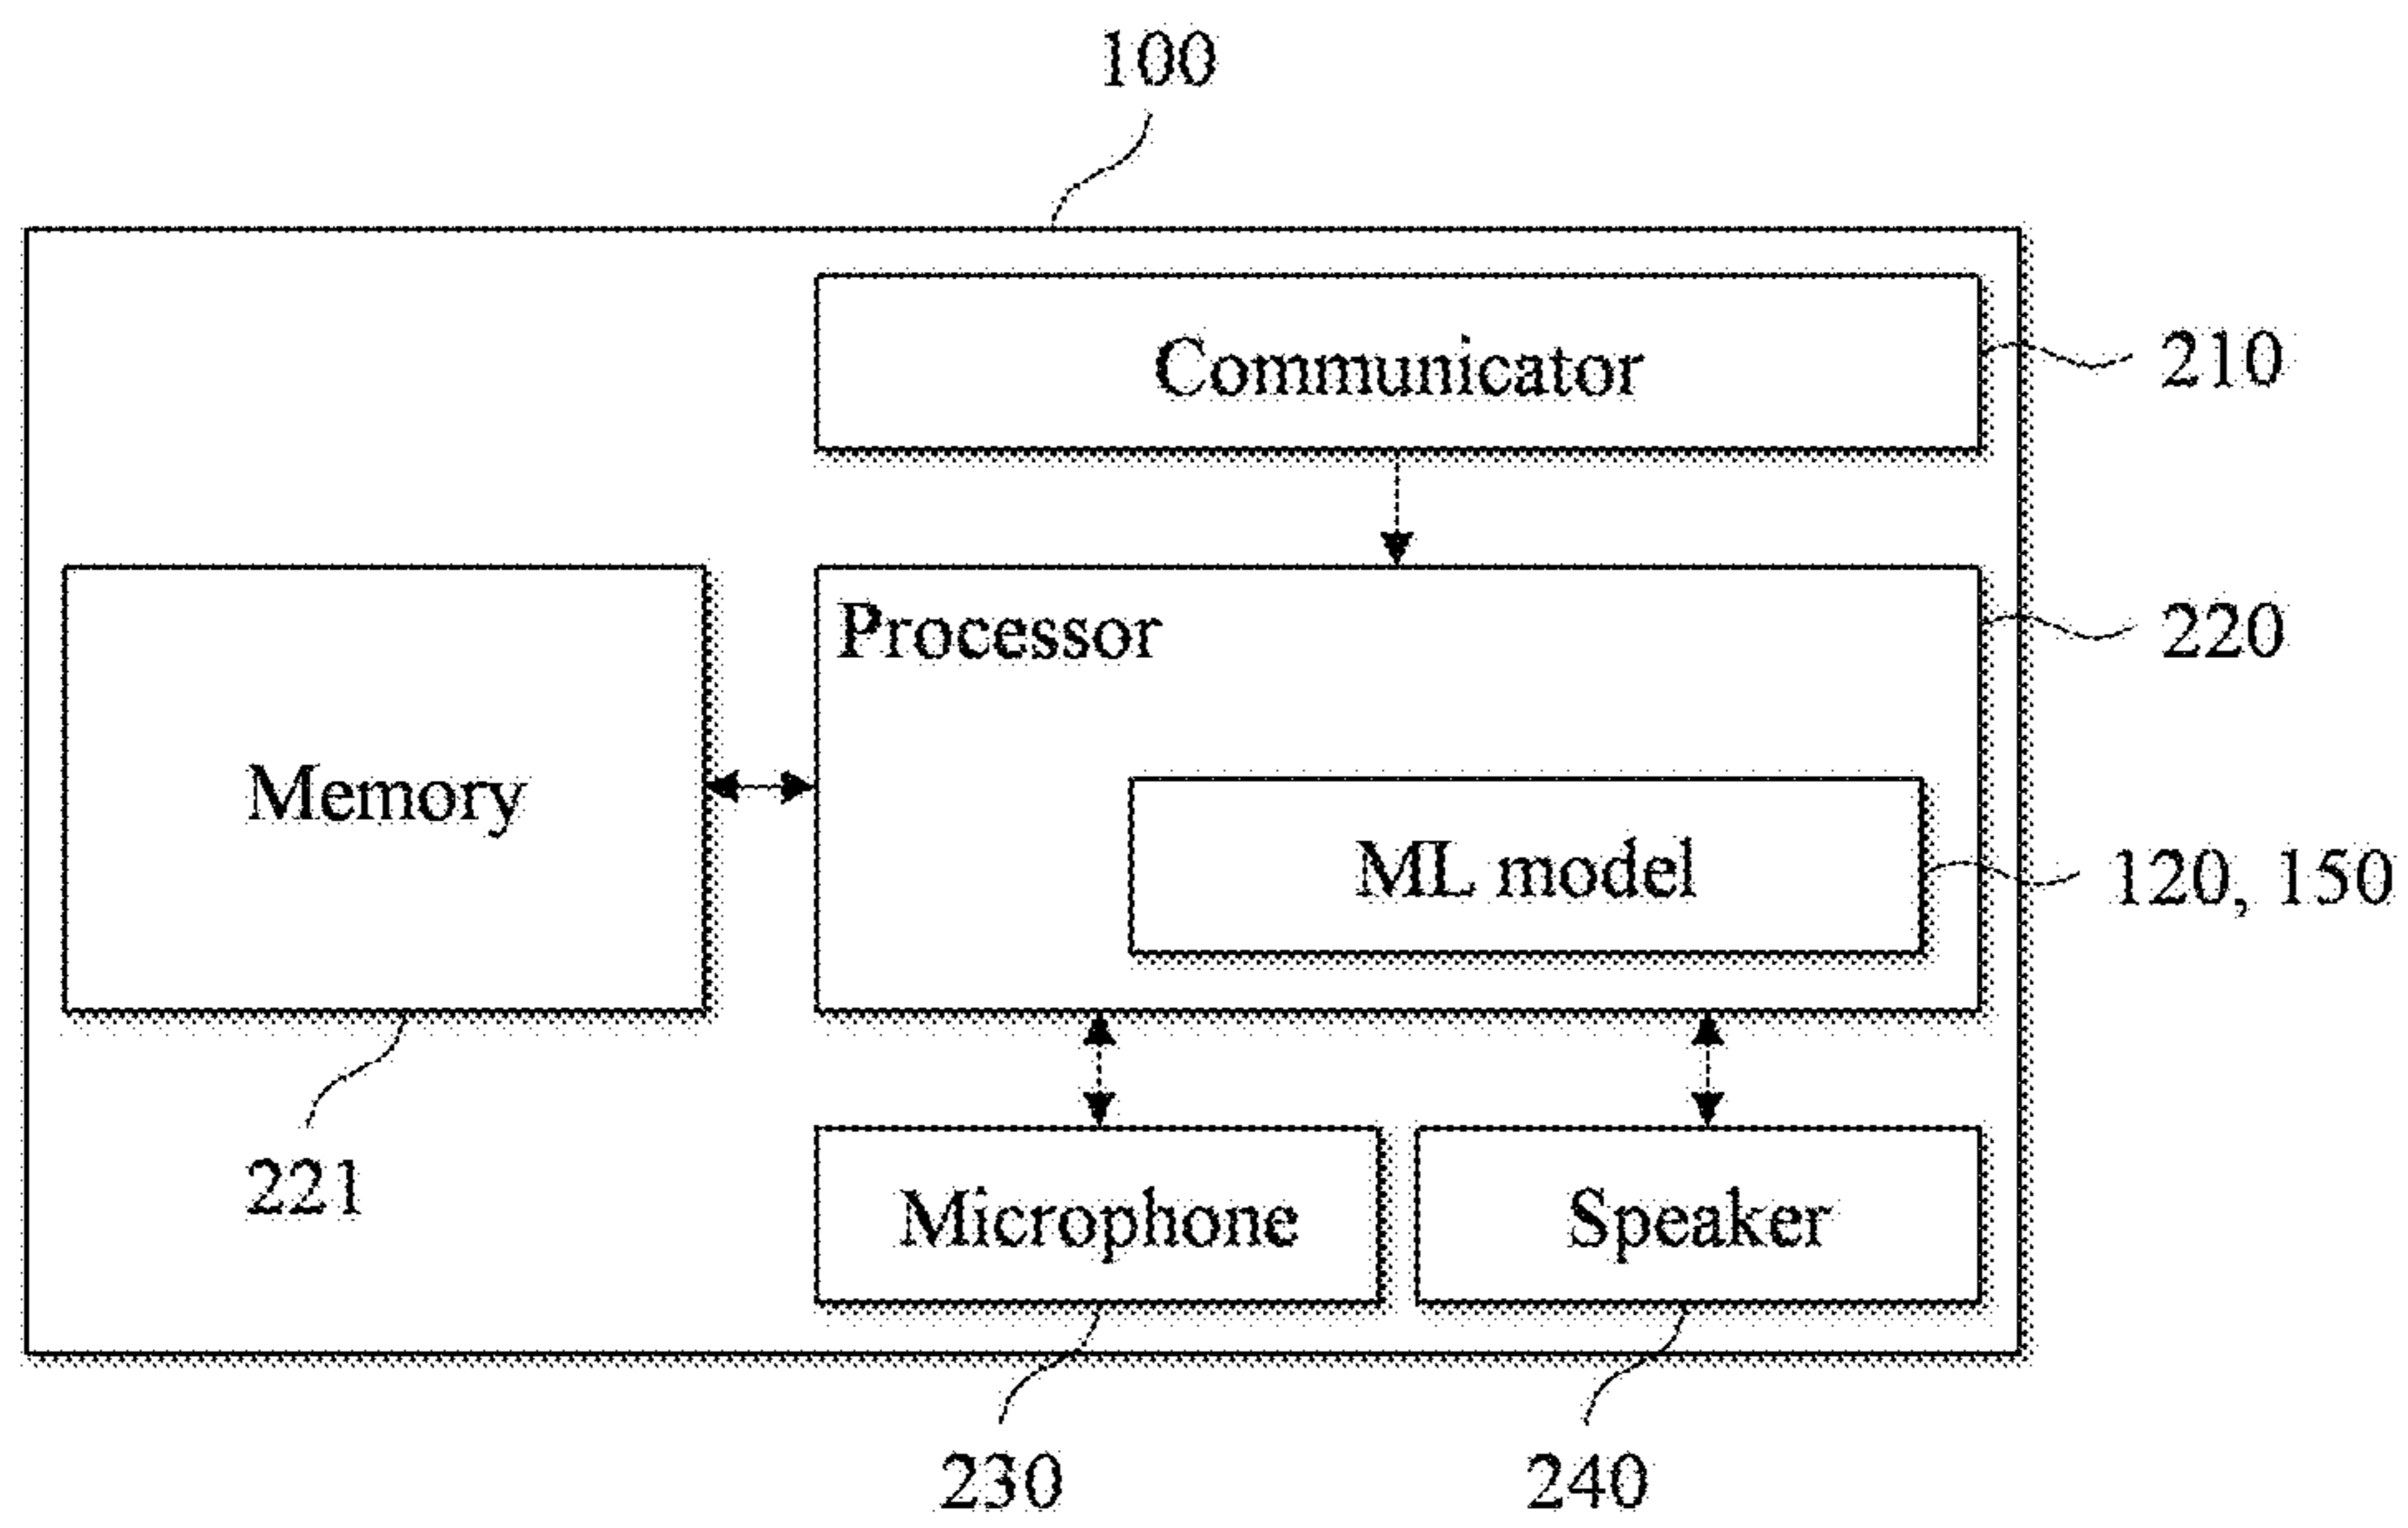 100
Communicator
210
Processor
220
Memory
ML model
120, 150
221
Microphone
Speaker
230
240